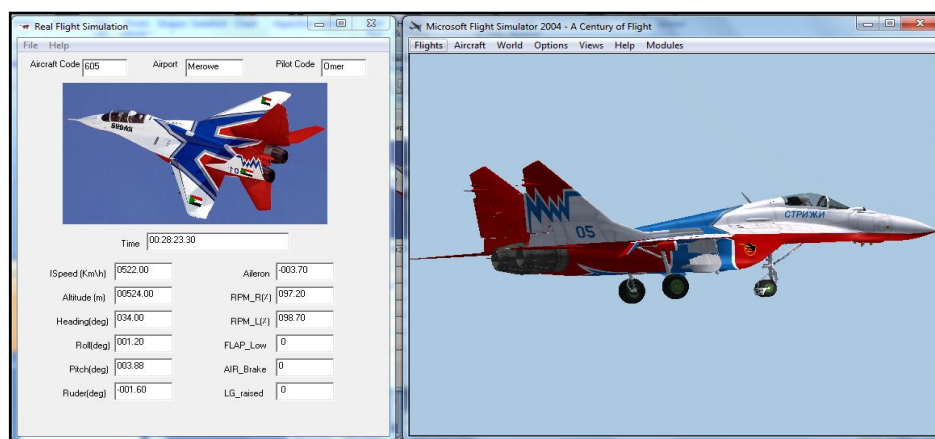 Real Flight Simulation
File Help
Aircraft Code 605 Airport Merowe Pilot Code Omer
SUDAN
Time 00:28:23.30
ISpeed (Km\h) 0522.00 Aileron -003.70
Altitude (m) 00524.00 RPM_R(%) 097.20
Heading(deg) 034.00 RPM_L(%) 098.70
Roll(deg) 001.20 FLAP_Low 0
Pitch(deg) 003.88 AIR_Brake 0
Ruder(deg) -001.60 LG_raised 0
Microsoft Flight Simulator 2004 - A Century of Flight
Flights Aircraft World Options Views Help Modules
СТРИЖИ
05